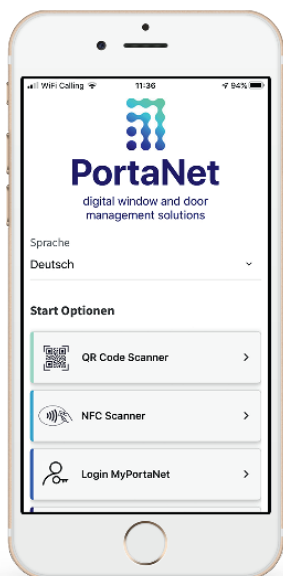 WiFi Calling 11:36 94%
PortaNet
digital window and door
management solutions
Sprache
Deutsch
Start Optionen
QR Code Scanner
NFC Scanner
Login MyPortaNet